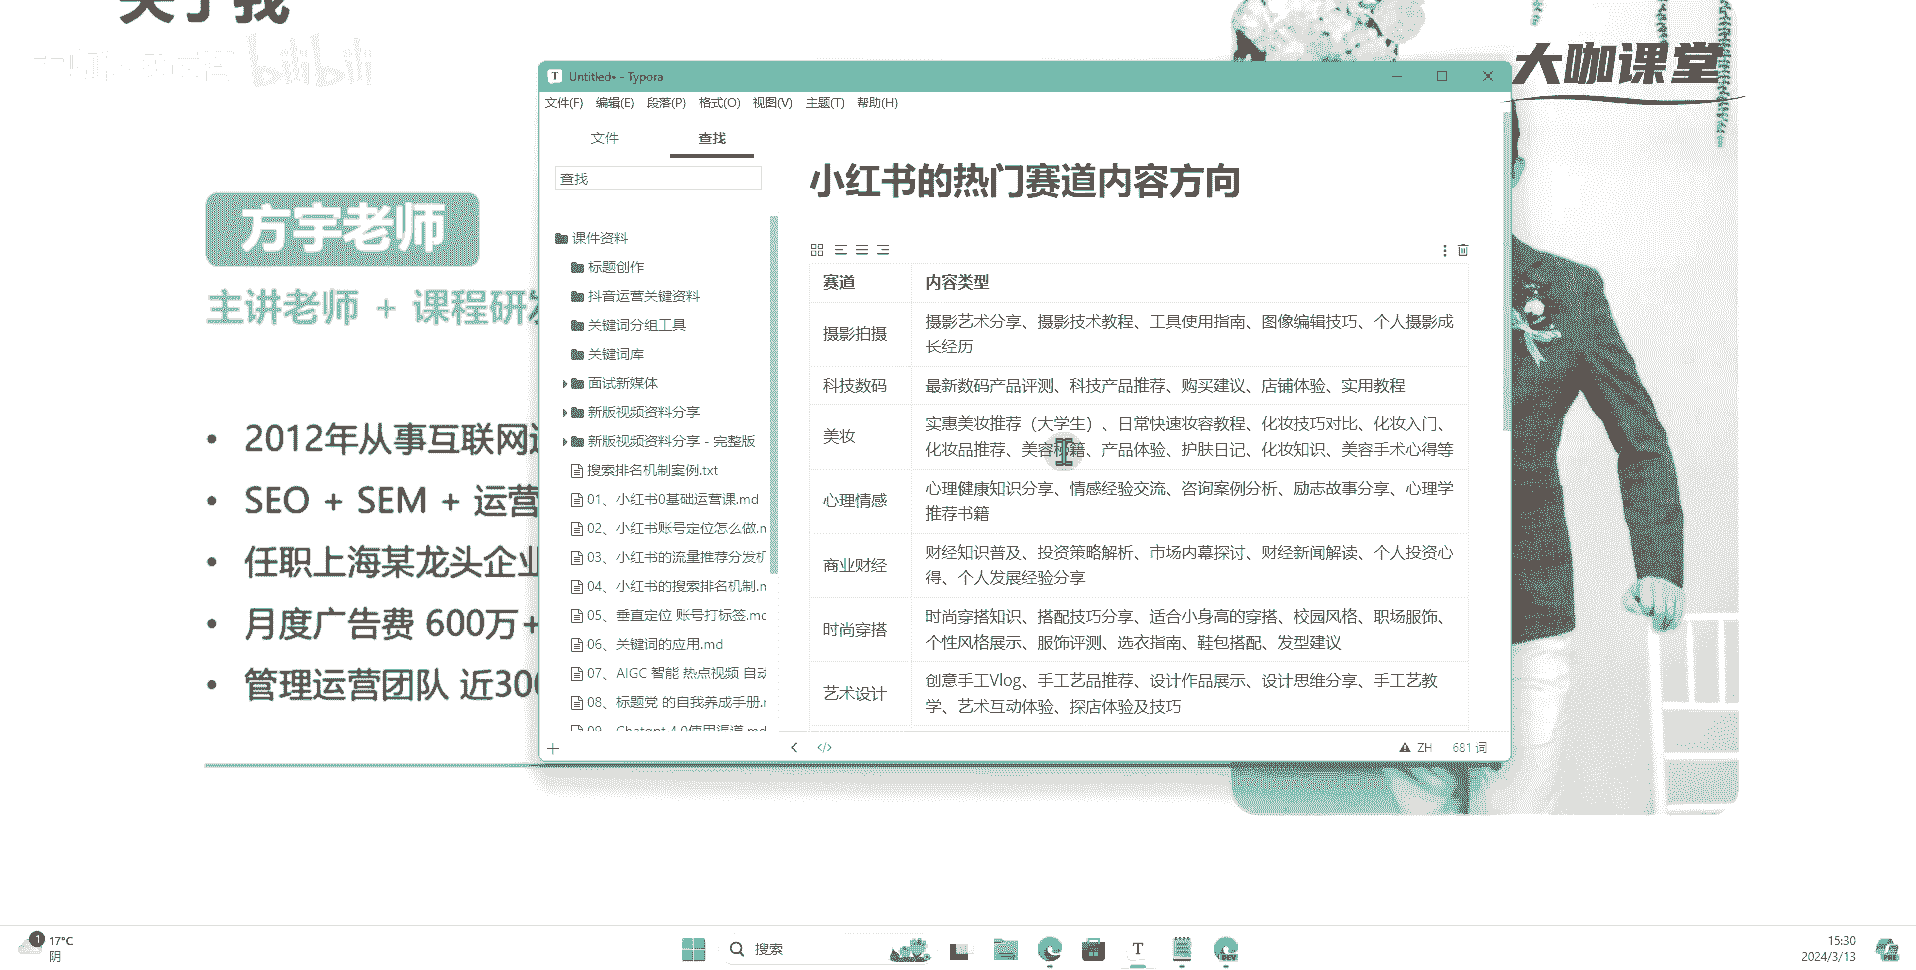 关于我
bilibili
大咖课堂
方宇老师
主讲老师 + 课程研
2012年从事互联网
SEO + SEM + 运营
任职上海某龙头企业
月度广告费 600万+
管理运营团队 近30
Untitled• - Typora
文件(F) 编辑(E) 段落(P) 格式(O) 视图(V) 主题(T) 帮助(H)
文件 查找
查找
课件资料
标题创作
抖音运营关键资料
关键词分组工具
关键词库
面试新媒体
新版视频资料分享
新版视频资料分享 - 完整版
搜索排名机制案例.txt
01、小红书0基础运营课.md
02、小红书账号定位怎么做.m
03、小红书的流量推荐分发机
04、小红书的搜索排名机制.m
05、垂直定位 账号打标签.md
06、关键词的应用.md
07、AIGC 智能 热点视频 自动
08、标题党 的自我养成手册.m
09、Chatgpt 4.0使用渠道.md
小红书的热门赛道内容方向
赛道 内容类型
摄影拍摄 摄影艺术分享、摄影技术教程、工具使用指南、图像编辑技巧、个人摄影成
长经历
科技数码 最新数码产品评测、科技产品推荐、购买建议、店铺体验、实用教程
美妆 实惠美妆推荐（大学生）、日常快速妆容教程、化妆技巧对比、化妆入门、
化妆品推荐、美容秘籍、产品体验、护肤日记、化妆知识、美容手术心得等
心理情感 心理健康知识分享、情感经验交流、咨询案例分析、励志故事分享、心理学
推荐书籍
商业财经 财经知识普及、投资策略解析、市场内幕探讨、财经新闻解读、个人投资心
得、个人发展经验分享
时尚穿搭 时尚穿搭知识、搭配技巧分享、适合小身高的穿搭、校园风格、职场服饰、
个性风格展示、服饰评测、选衣指南、鞋包搭配、发型建议
艺术设计 创意手工Vlog、手工艺品推荐、设计作品展示、设计思维分享、手工艺教
学、艺术互动体验、探店体验及技巧
ZH 681 词
1
17°C
阴
搜索
T
DEV
15:30
2024/3/13
PRE